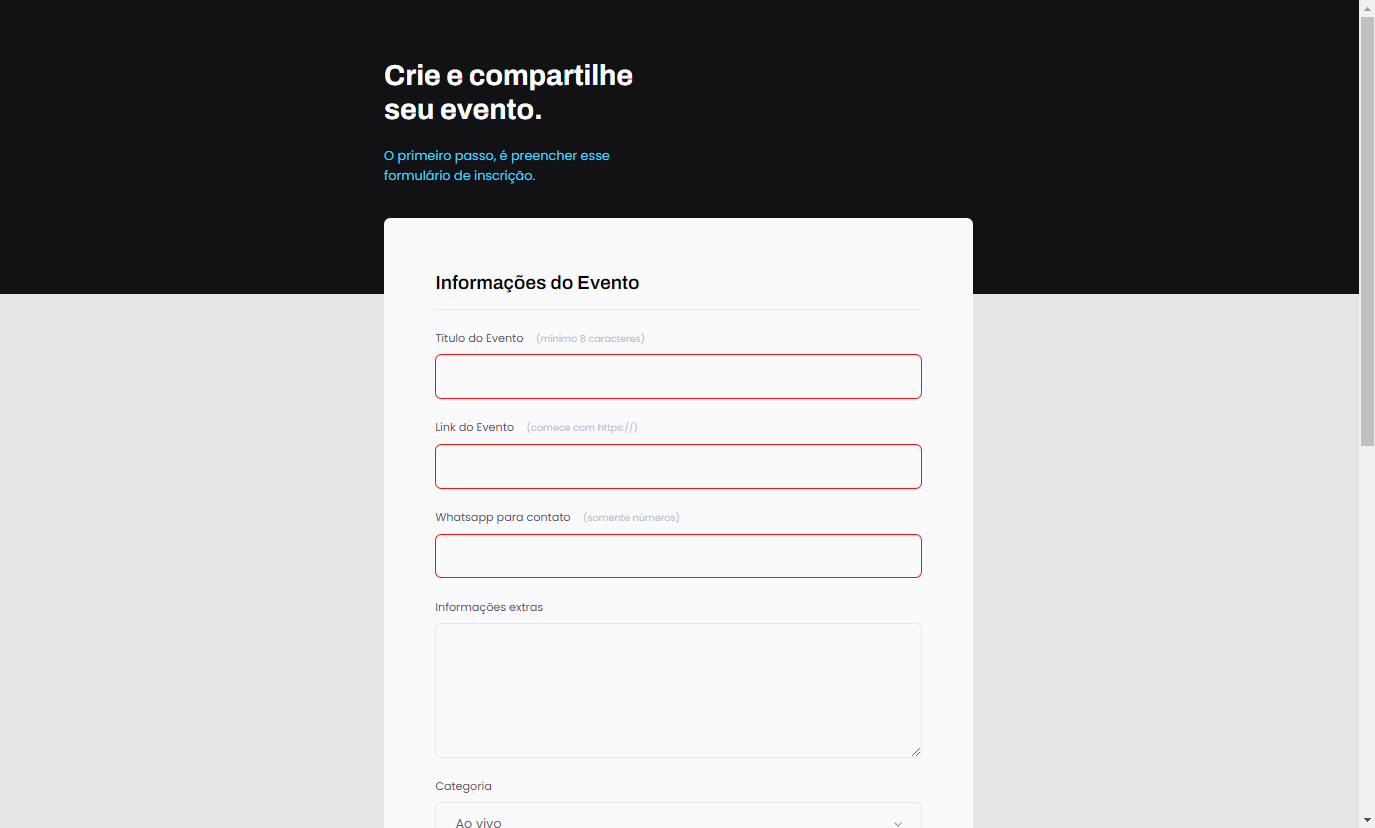 Crie e compartilhe
seu evento.
O primeiro passo, é preencher esse
formulário de inscrição.
Informações do Evento
Título do Evento (mínimo 8 caracteres)
Link do Evento (comece com https://)
Whatsapp para contato (somente números)
Informações extras
Categoria
Ao vivo